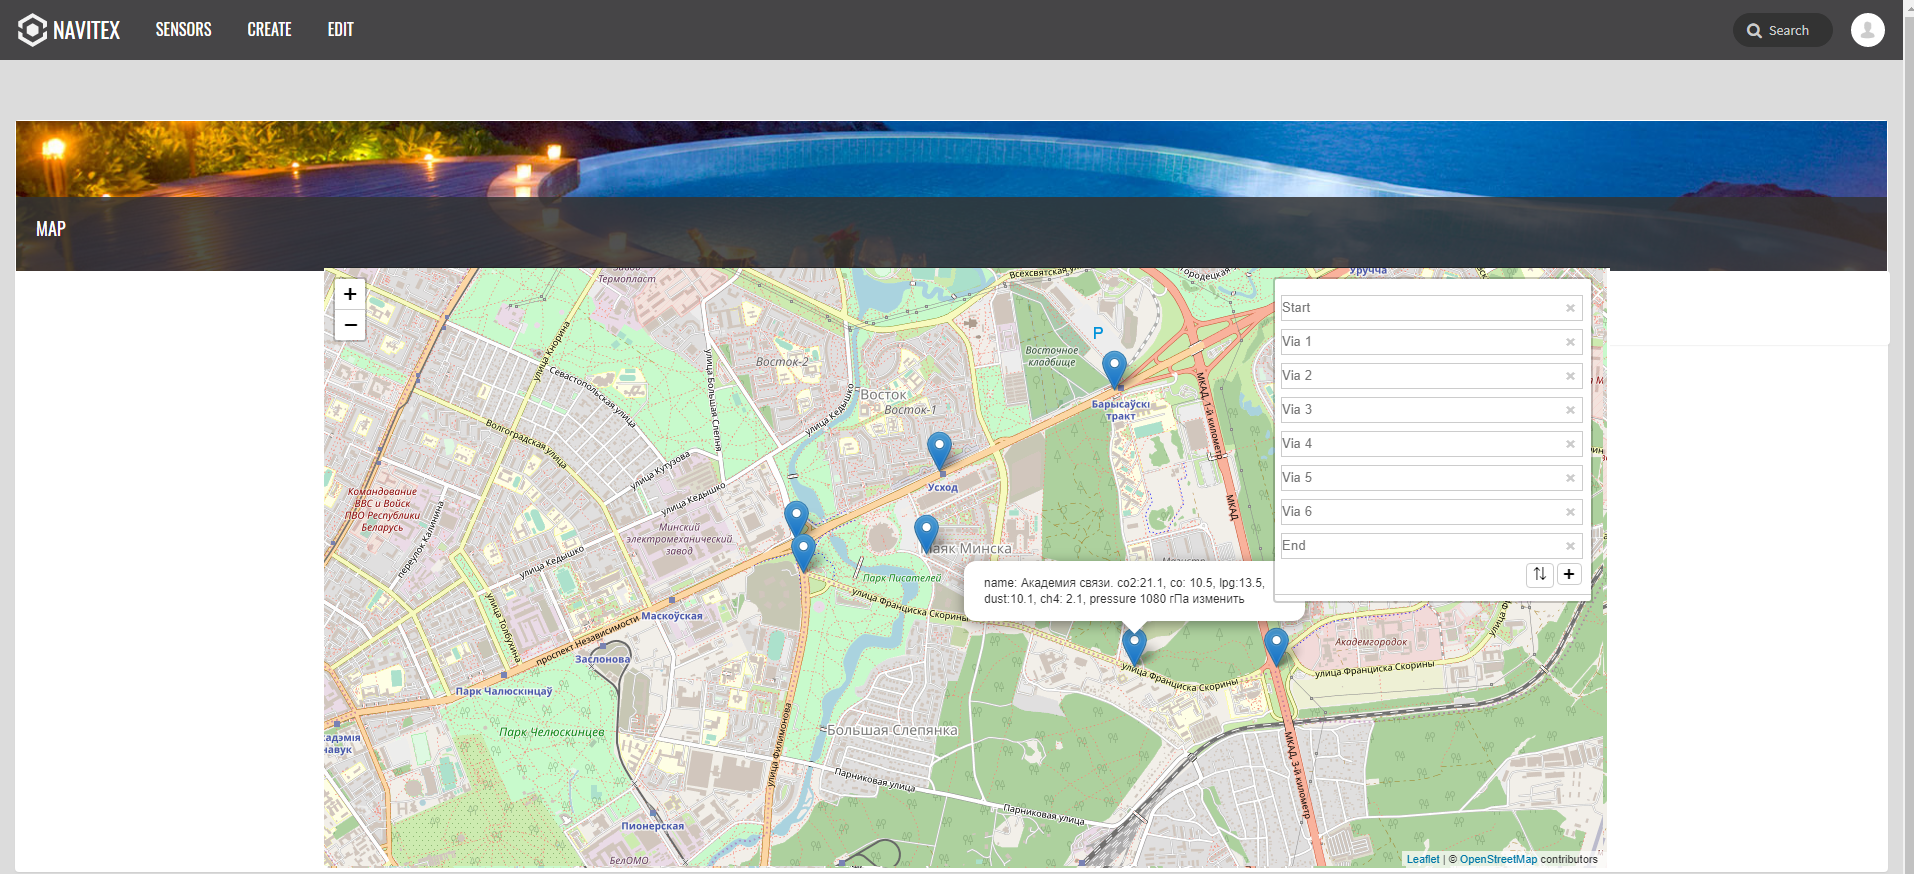 NAVITEX
SENSORS
CREATE
EDIT
Search
MAP
+
−
Термопласт
Всехсвятская
Городецкая ул.
Уручча
P
Start
Via 1
Via 2
Via 3
Via 4
Via 5
Via 6
End
улица Кнорина
Севастопольская улица
улица Большая Слепня
Восток-2
улица Кедышко
Восток
Восток-1
Восточное
кладбище
Барысаўскі
тракт
МКАД, 1-й километр
МКАД
Волгоградская улица
улица Кутузова
улица Кедышко
Усход
Командование
ВВС и Войск
ПВО Республики
Беларусь
переулок Калинина
Минский
электромеханический
завод
Маяк Минска
улица Кедышко
Парк Писателей
улица Франциска Скорины
name: Академия связи. co2:21.1, co: 10.5, lpg:13.5,
dust:10.1, ch4: 2.1, pressure 1080 гПа изменить
Маскоўская
проспект Независимости
улица Толбухина
Заслонова
Академгородок
улица Франциска Скорины
улица Франциска Скорины
Парк Чалюскінцаў
Парк Челюскинцев
улица Филимонова
Большая Слепянка
МКАД, 3-й километр
Парниковая улица
Парниковая улица
Пионерская
БелОМО
Leaflet | © OpenStreetMap contributors